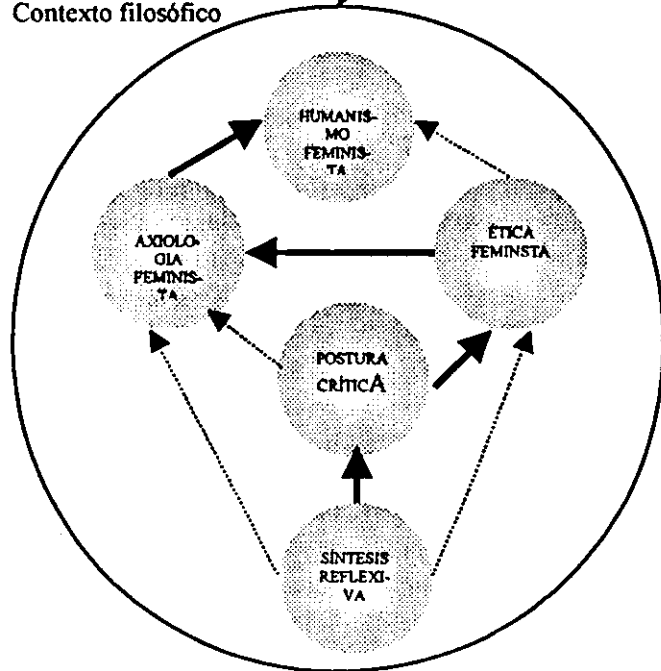 Contexto filosófico
HUMANIS-
MO
FEMINIS-
TA
AXIOLO-
GIA
FEMINIS-
TA
ÉTICA
FEMINSTA
POSTURA
CRÍTICA
SÍNTESIS
REFLEXI-
VA